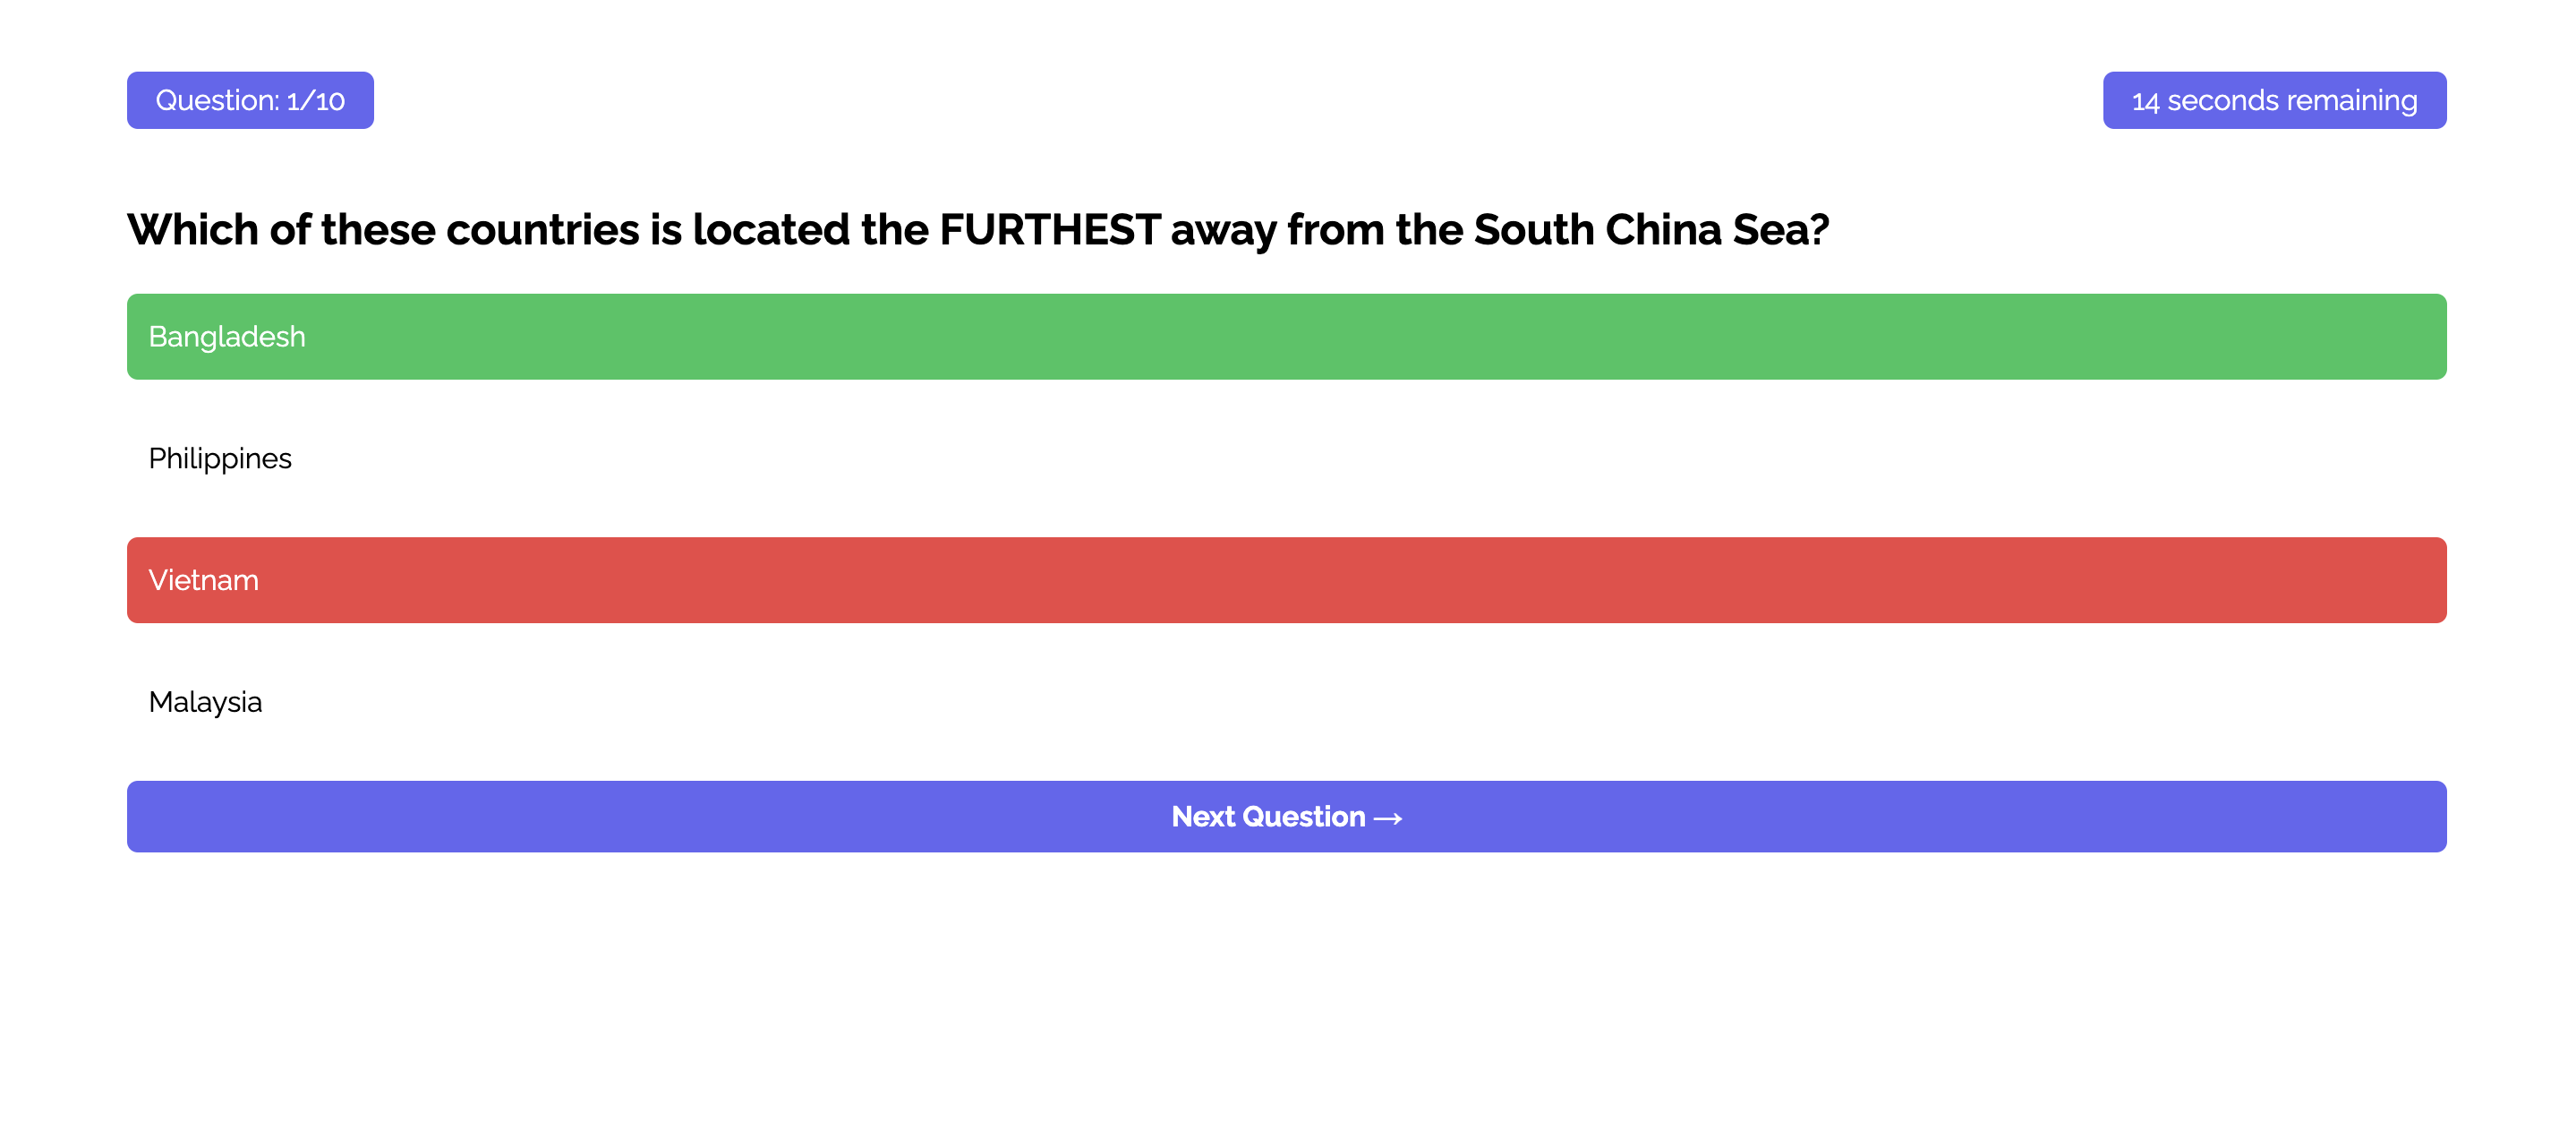 Question: 1/10
14 seconds remaining
Which of these countries is located the FURTHEST away from the South China Sea?
Bangladesh
Philippines
Vietnam
Malaysia
Next Question →